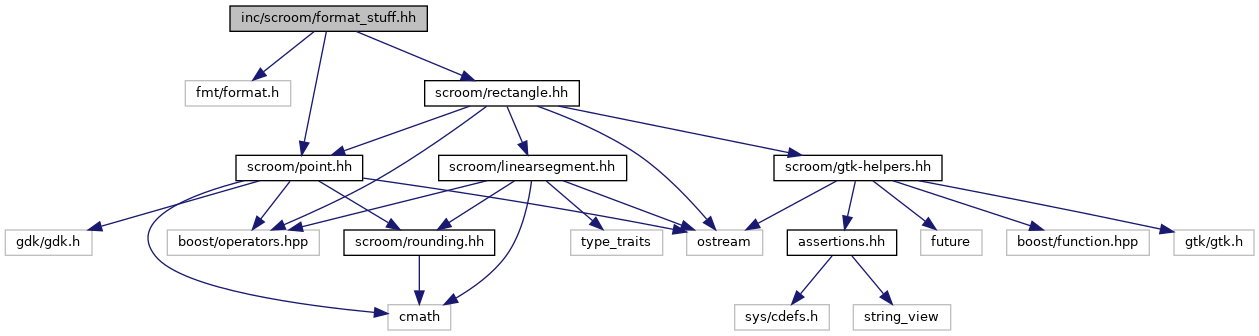 inc/scroom/format_stuff.hh
fmt/format.h
scroom/rectangle.hh
scroom/point.hh
scroom/linearsegment.hh
scroom/gtk-helpers.hh
gdk/gdk.h
boost/operators.hpp
scroom/rounding.hh
type_traits
ostream
assertions.hh
future
boost/function.hpp
gtk/gtk.h
cmath
sys/cdefs.h
string_view